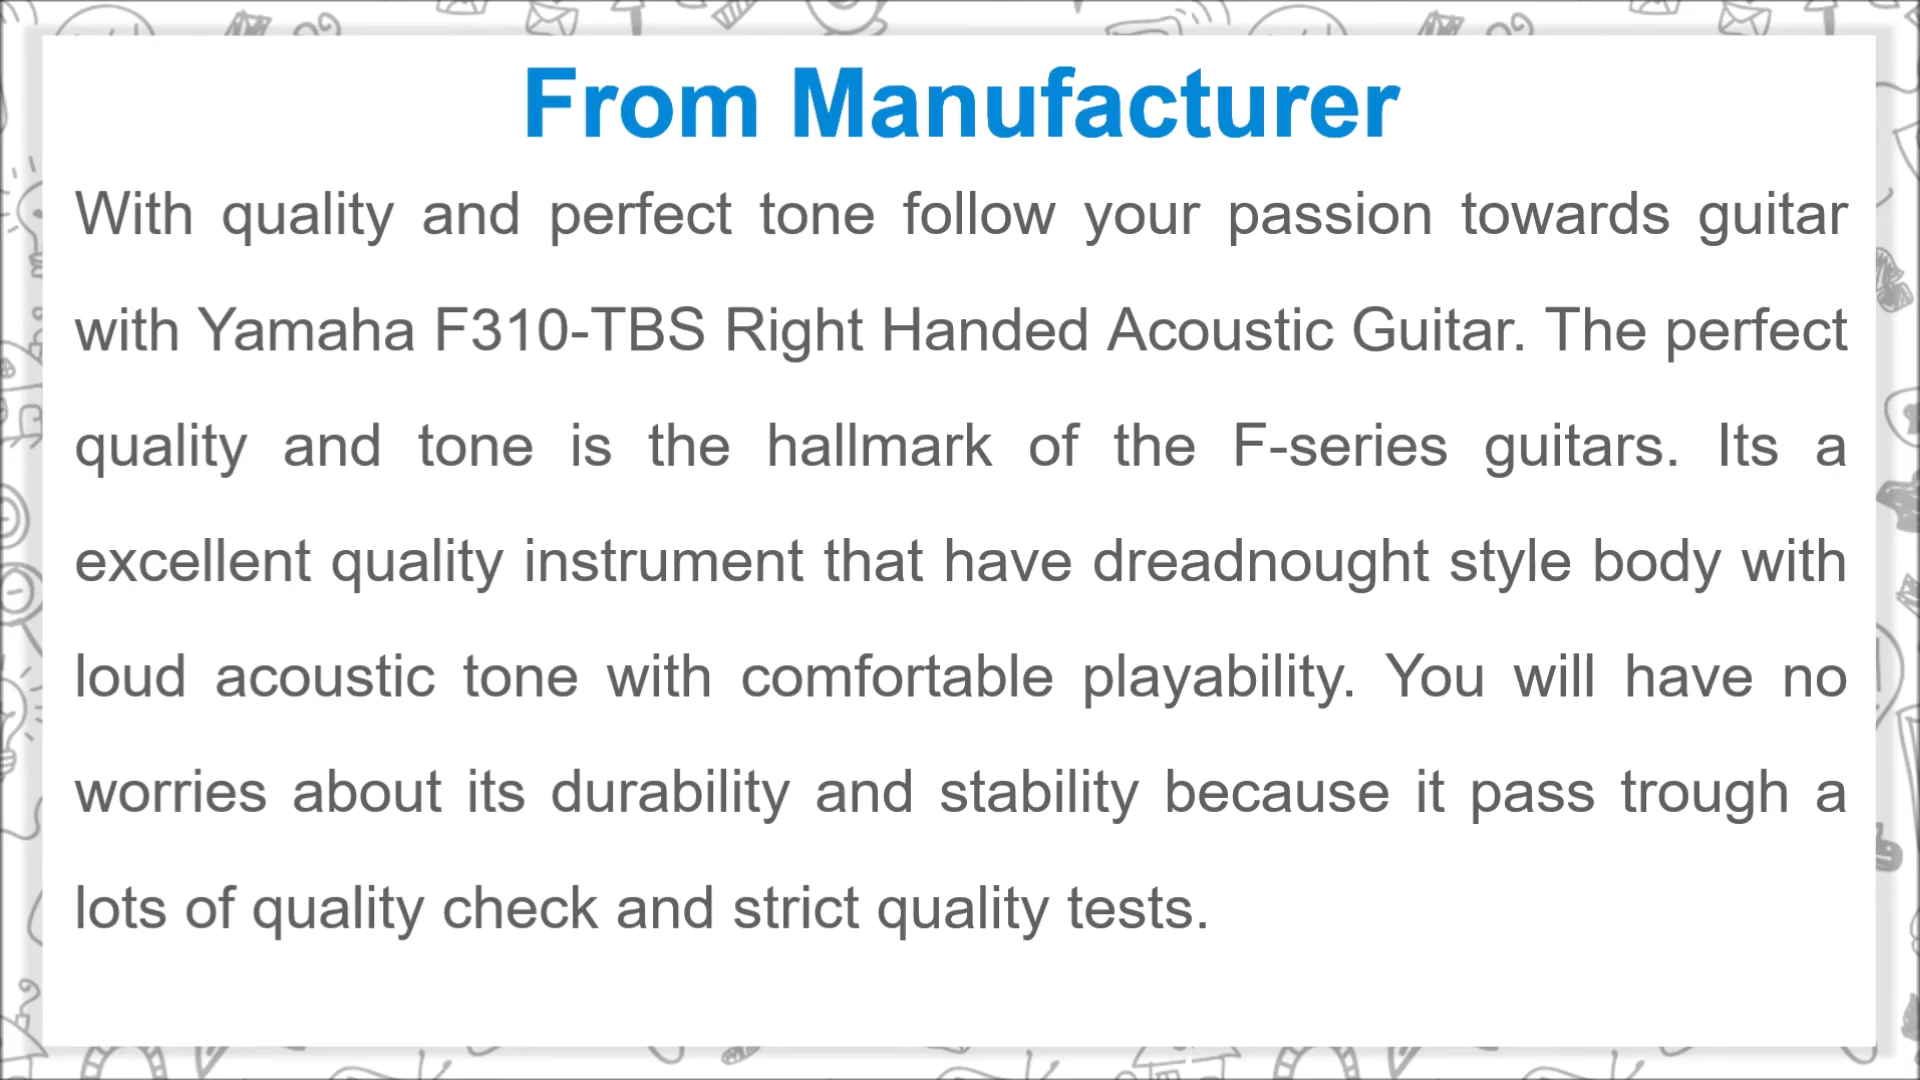 From Manufacturer
With quality and perfect tone follow your passion towards guitar
with Yamaha F310-TBS Right Handed Acoustic Guitar. The perfect
quality and tone is the hallmark of the F-series guitars. Its a
excellent quality instrument that have dreadnought style body with
loud acoustic tone with comfortable playability. You will have no
worries about its durability and stability because it pass trough a
lots of quality check and strict quality tests.